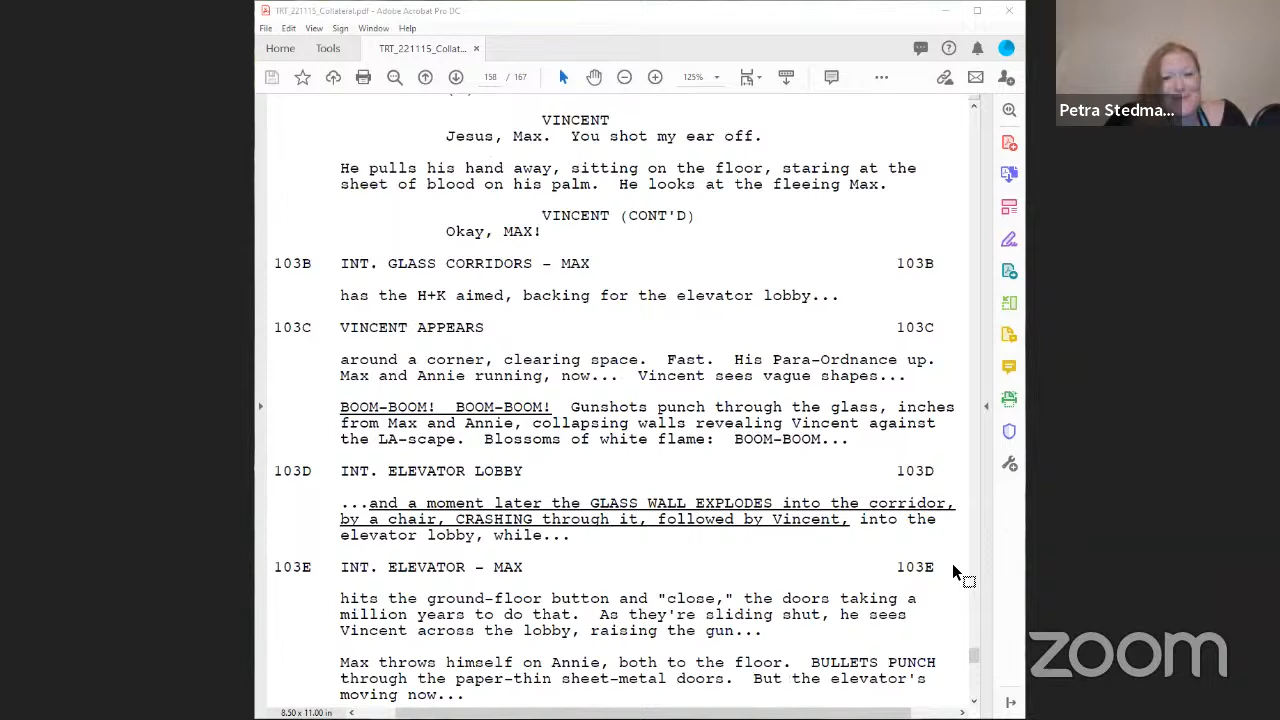 TRT_221115_Collateral.pdf - Adobe Acrobat Pro DC
File Edit View Sign Window Help
Home Tools TRT_221115_Collat... ×
158 / 167 125%
VINCENT
Jesus, Max. You shot my ear off.
He pulls his hand away, sitting on the floor, staring at the
sheet of blood on his palm. He looks at the fleeing Max.
VINCENT (CONT'D)
Okay, MAX!
103B INT. GLASS CORRIDORS - MAX 103B
has the H+K aimed, backing for the elevator lobby...
103C VINCENT APPEARS 103C
around a corner, clearing space. Fast. His Para-Ordnance up.
Max and Annie running, now... Vincent sees vague shapes...
BOOM-BOOM! BOOM-BOOM! Gunshots punch through the glass, inches
from Max and Annie, collapsing walls revealing Vincent against
the LA-scape. Blossoms of white flame: BOOM-BOOM...
103D INT. ELEVATOR LOBBY 103D
...and a moment later the GLASS WALL EXPLODES into the corridor,
by a chair, CRASHING through it, followed by Vincent, into the
elevator lobby, while...
103E INT. ELEVATOR - MAX 103E
hits the ground-floor button and "close," the doors taking a
million years to do that. As they're sliding shut, he sees
Vincent across the lobby, raising the gun...
Max throws himself on Annie, both to the floor. BULLETS PUNCH
through the paper-thin sheet-metal doors. But the elevator's
moving now...
8.50 x 11.00 in
Petra Stedma...
zoom